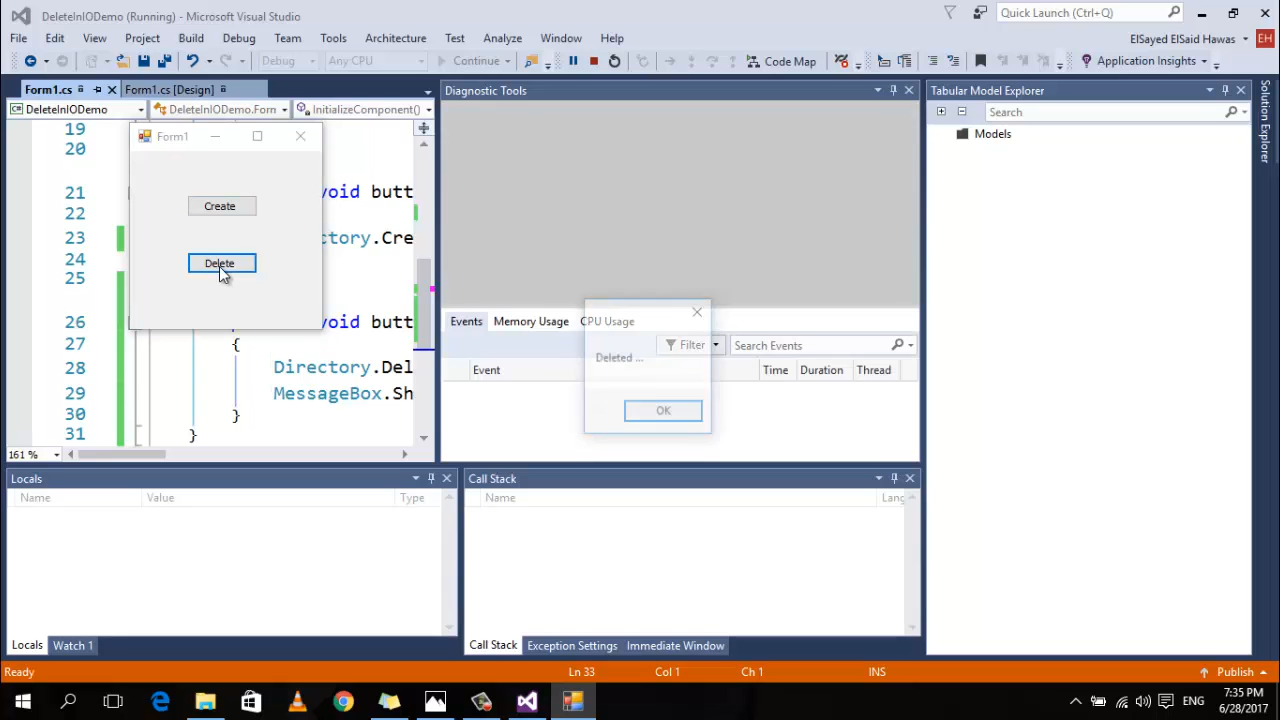 DeleteInIODemo (Running) - Microsoft Visual Studio
Quick Launch (Ctrl+Q)
File Edit View Project Build Debug Team Tools Architecture Test Analyze Window Help
ElSayed ElSaid Hawas EH
Debug Any CPU Continue Code Map Application Insights
Form1.cs Form1.cs [Design]
DeleteInIODemo DeleteInIODemo.Forn InitializeComponent()
19
20
21 void butt
22
23 ctory.Cre
24
25
26 void butt
27 {
28 Directory.Del
29 MessageBox.Sh
30 }
31 }
161 %
Form1
Create
Delete
Diagnostic Tools
Events Memory Usage CPU Usage
Filter Search Events
Event Time Duration Thread
Deleted ...
OK
Tabular Model Explorer
Search
Models
Solution Explorer
Locals
Name Value Type
Locals Watch 1
Call Stack
Name Lang
Call Stack Exception Settings Immediate Window
Ready Ln 33 Col 1 Ch 1 INS Publish
ENG
7:35 PM
6/28/2017